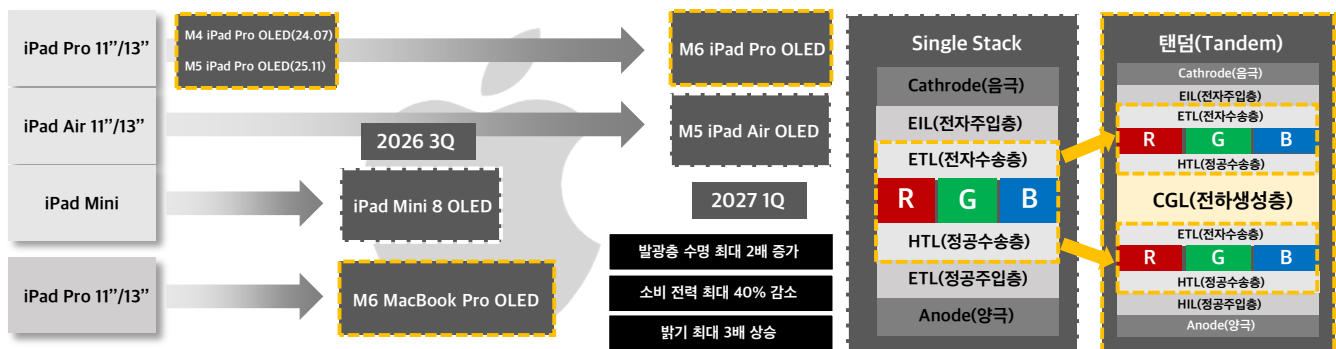 iPad Pro 11”/13”
M4 iPad Pro OLED(24.07)
M5 iPad Pro OLED(25.11)
M6 iPad Pro OLED
iPad Air 11”/13”
M5 iPad Air OLED
2026 3Q
iPad Mini
iPad Mini 8 OLED
2027 1Q
iPad Pro 11”/13”
M6 MacBook Pro OLED
발광층 수명 최대 2배 증가
소비 전력 최대 40% 감소
밝기 최대 3배 상승
Single Stack
Cathrode(음극)
EIL(전자주입층)
ETL(전자수송층)
R G B
HTL(정공수송층)
ETL(정공주입층)
Anode(양극)
탠덤(Tandem)
Cathrode(음극)
EIL(전자주입층)
ETL(전자수송층)
R G B
HTL(정공수송층)
CGL(전하생성층)
ETL(전자수송층)
R G B
HTL(정공수송층)
HIL(정공주입층)
Anode(양극)